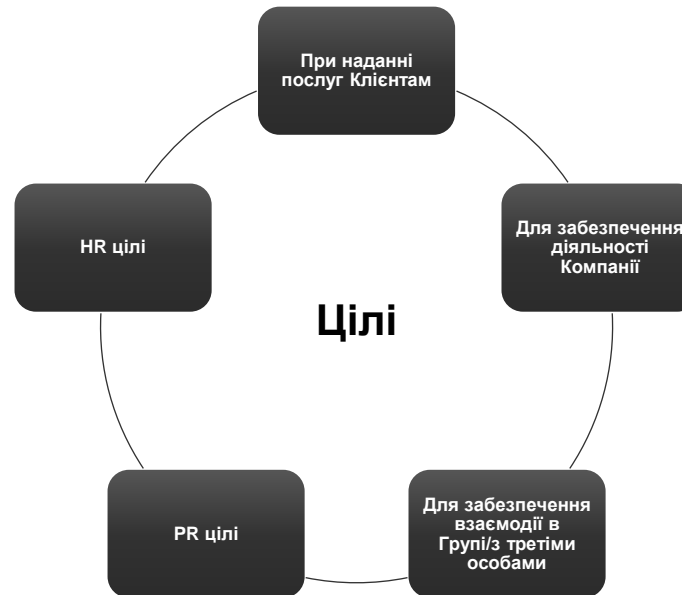 При наданні
послуг Клієнтам
Для забезпечення
діяльності
Компанії
Для забезпечення
взаємодії в
Групі/з третіми
особами
PR цілі
HR цілі
Цілі